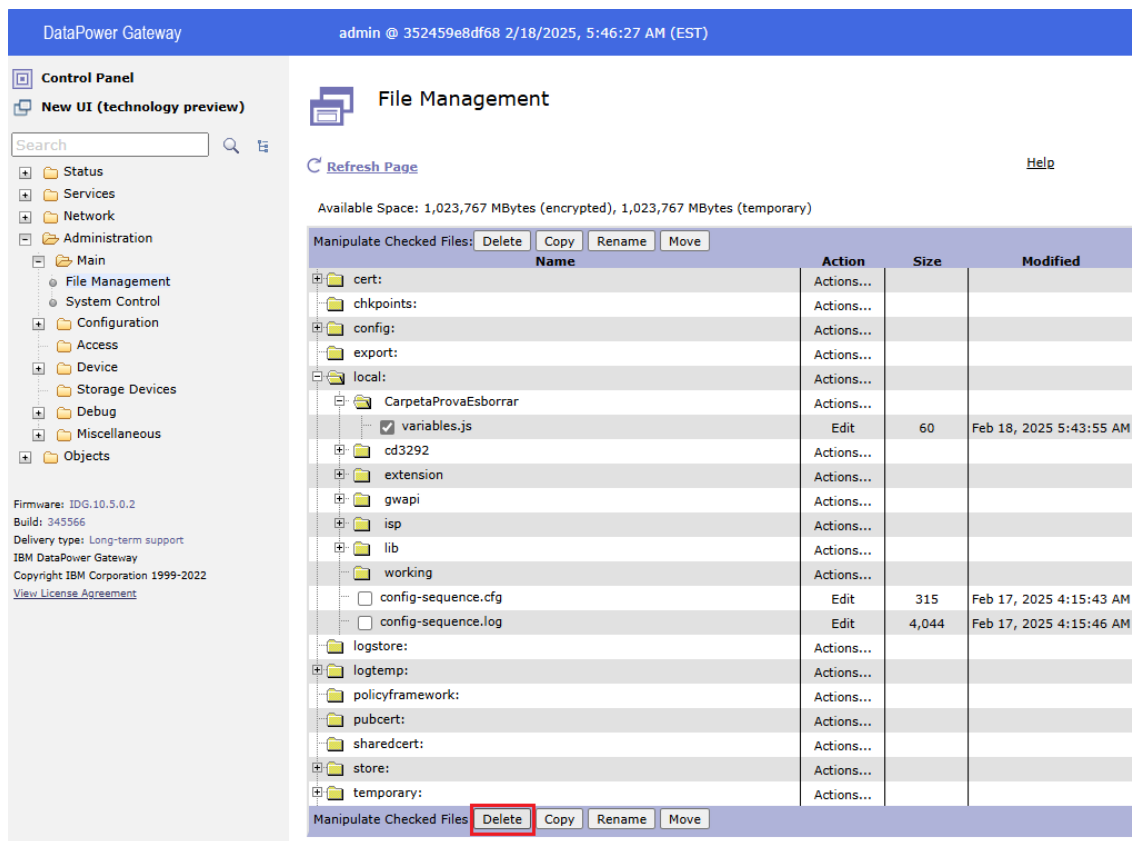 DataPower Gateway
admin @ 352459e8df68 2/18/2025, 5:46:27 AM (EST)
Control Panel
New UI (technology preview)
Search
Status
Services
Network
Administration
Main
File Management
System Control
Configuration
Access
Device
Storage Devices
Debug
Miscellaneous
Objects
Firmware: IDG.10.5.0.2
Build: 345566
Delivery type: Long-term support
IBM DataPower Gateway
Copyright IBM Corporation 1999-2022
View License Agreement
File Management
Refresh Page
Help
Available Space: 1,023,767 MBytes (encrypted), 1,023,767 MBytes (temporary)
Manipulate Checked Files: Delete Copy Rename Move
Name Action Size Modified
cert: Actions...
chkpoints: Actions...
config: Actions...
export: Actions...
local: Actions...
CarpetaProvaEsborrar Actions...
variables.js Edit 60 Feb 18, 2025 5:43:55 AM
cd3292 Actions...
extension Actions...
gwapi Actions...
isp Actions...
lib Actions...
working Actions...
config-sequence.cfg Edit 315 Feb 17, 2025 4:15:43 AM
config-sequence.log Edit 4,044 Feb 17, 2025 4:15:46 AM
logstore: Actions...
logtemp: Actions...
policyframework: Actions...
pubcert: Actions...
sharedcert: Actions...
store: Actions...
temporary: Actions...
Manipulate Checked Files Delete Copy Rename Move